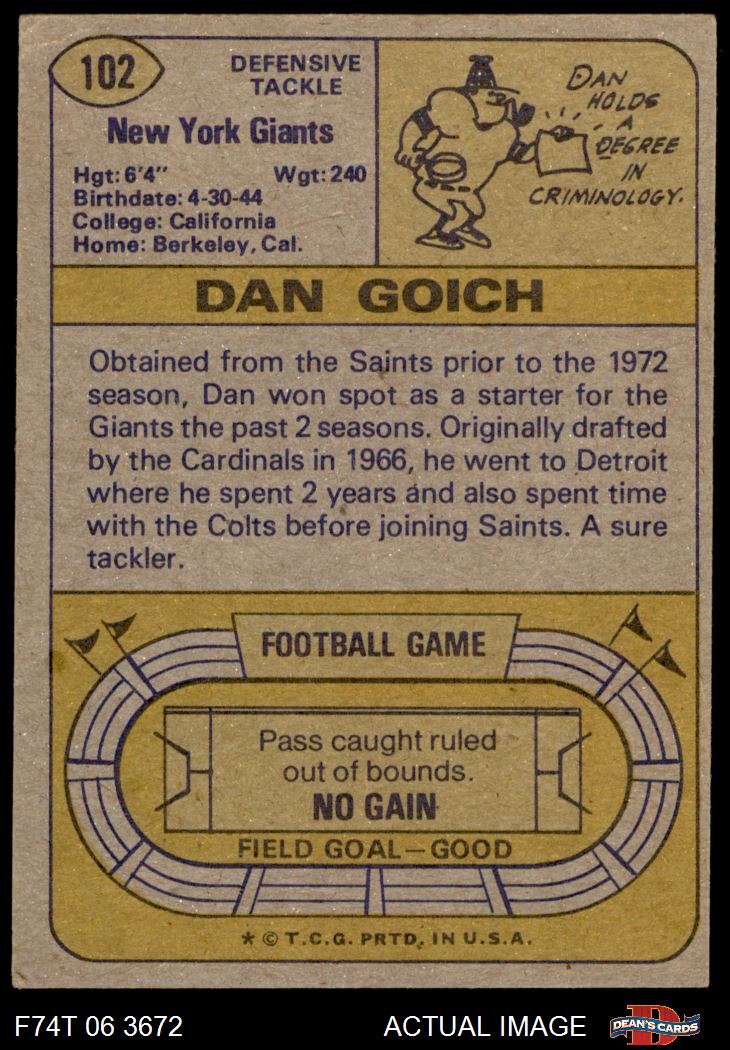 102
DEFENSIVE
TACKLE
New York Giants
Hgt: 6'4" Wgt: 240
Birthdate: 4-30-44
College: California
Home: Berkeley, Cal.
DAN
HOLDS
A
DEGREE
IN
CRIMINOLOGY.
DAN GOICH
Obtained from the Saints prior to the 1972
season, Dan won spot as a starter for the
Giants the past 2 seasons. Originally drafted
by the Cardinals in 1966, he went to Detroit
where he spent 2 years and also spent time
with the Colts before joining Saints. A sure
tackler.
FOOTBALL GAME
Pass caught ruled
out of bounds.
NO GAIN
FIELD GOAL—GOOD
* © T.C.G. PRTD. IN U.S.A.
F74T 06 3672 ACTUAL IMAGE
DEAN'S CARDS